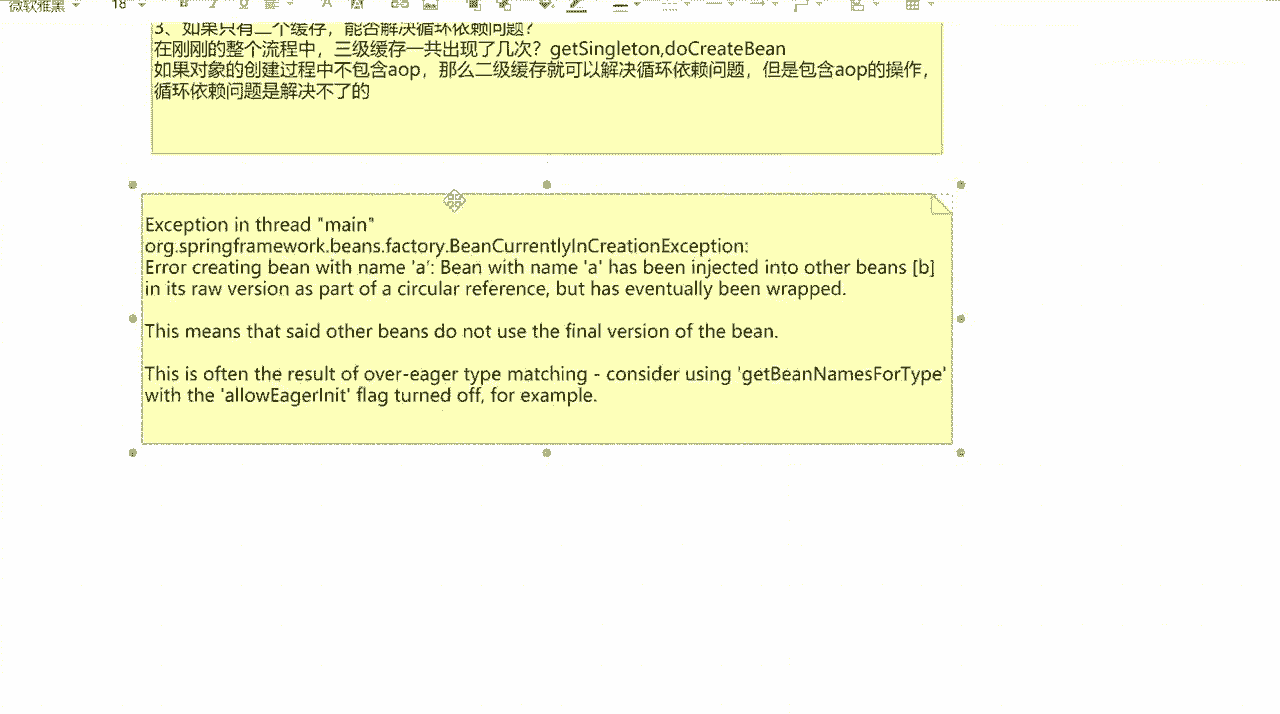 微软雅黑
18
3、如果只有二个缓存，能否解决循环依赖问题？
在刚刚的整个流程中，三级缓存一共出现了几次？getSingleton,doCreateBean
如果对象的创建过程中不包含aop，那么二级缓存就可以解决循环依赖问题，但是包含aop的操作，
循环依赖问题是解决不了的
Exception in thread "main"
org.springframework.beans.factory.BeanCurrentlyInCreationException:
Error creating bean with name 'a': Bean with name 'a' has been injected into other beans [b]
in its raw version as part of a circular reference, but has eventually been wrapped.
This means that said other beans do not use the final version of the bean.
This is often the result of over-eager type matching - consider using 'getBeanNamesForType'
with the 'allowEagerInit' flag turned off, for example.